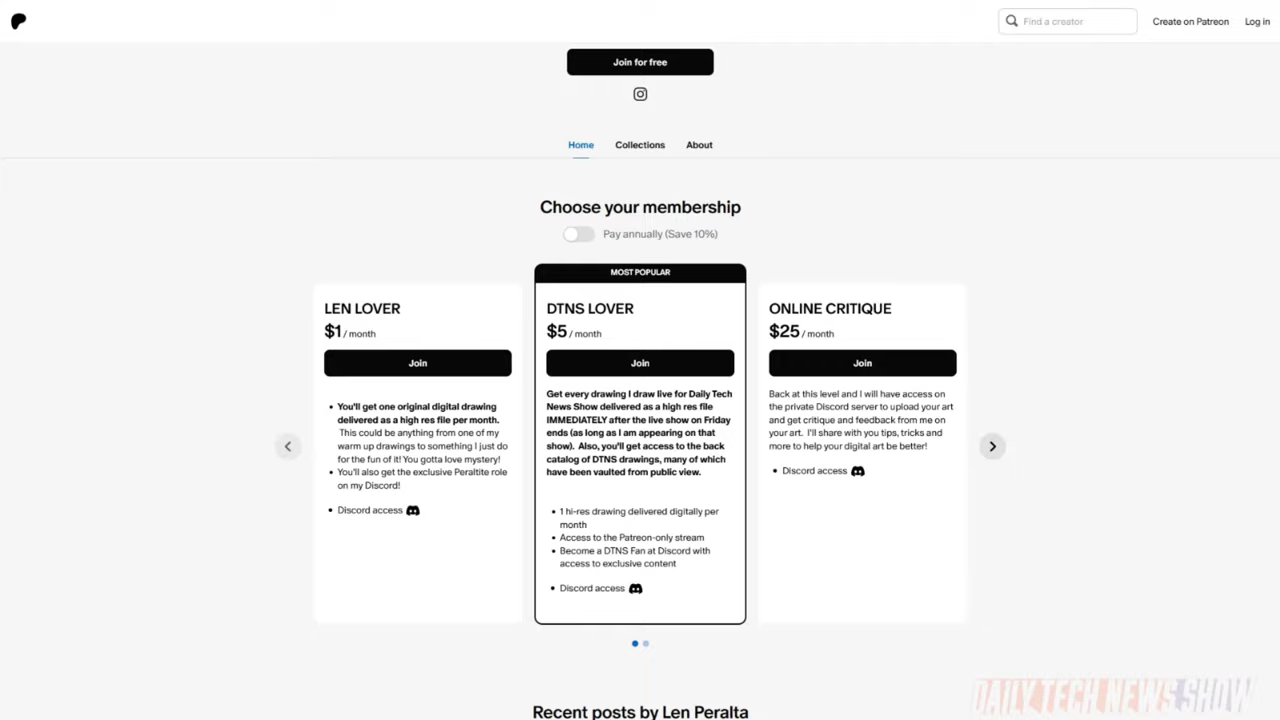 Find a creator
Create on Patreon
Log in
Join for free
Home
Collections
About
Choose your membership
Pay annually (Save 10%)
LEN LOVER
$1 / month
Join
• You'll get one original digital drawing
delivered as a high res file per month.
This could be anything from one of my
warm up drawings to something I just do
for the fun of it! You gotta love mystery!
• You'll also get the exclusive Peraltite role
on my Discord!
• Discord access
MOST POPULAR
DTNS LOVER
$5 / month
Join
Get every drawing I draw live for Daily Tech
News Show delivered as a high res file
IMMEDIATELY after the live show on Friday
ends (as long as I am appearing on that
show). Also, you'll get access to the back
catalog of DTNS drawings, many of which
have been vaulted from public view.
• 1 hi-res drawing delivered digitally per
month
• Access to the Patreon-only stream
• Become a DTNS Fan at Discord with
access to exclusive content
• Discord access
ONLINE CRITIQUE
$25 / month
Join
Back at this level and I will have access on
the private Discord server to upload your art
and get critique and feedback from me on
your art. I'll share with you tips, tricks and
more to help your digital art be better!
• Discord access
Recent posts by Len Peralta
DAILY TECH NEWS SHOW